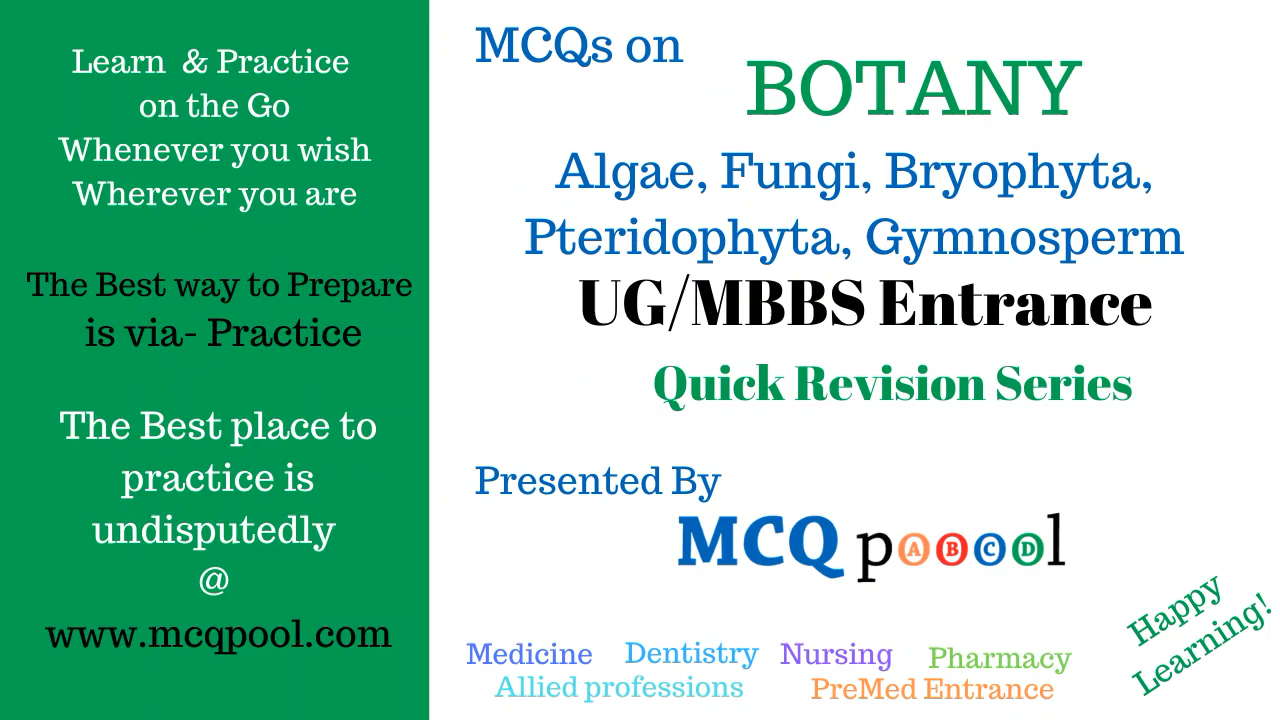 Learn & Practice
on the Go
Whenever you wish
Wherever you are
The Best way to Prepare
is via- Practice
The Best place to
practice is
undisputedly
@
www.mcqpool.com
MCQs on
BOTANY
Algae, Fungi, Bryophyta,
Pteridophyta, Gymnosperm
UG/MBBS Entrance
Quick Revision Series
Presented By
MCQ pABCDl
Medicine Dentistry Nursing Pharmacy
Allied professions PreMed Entrance
Happy
Learning!